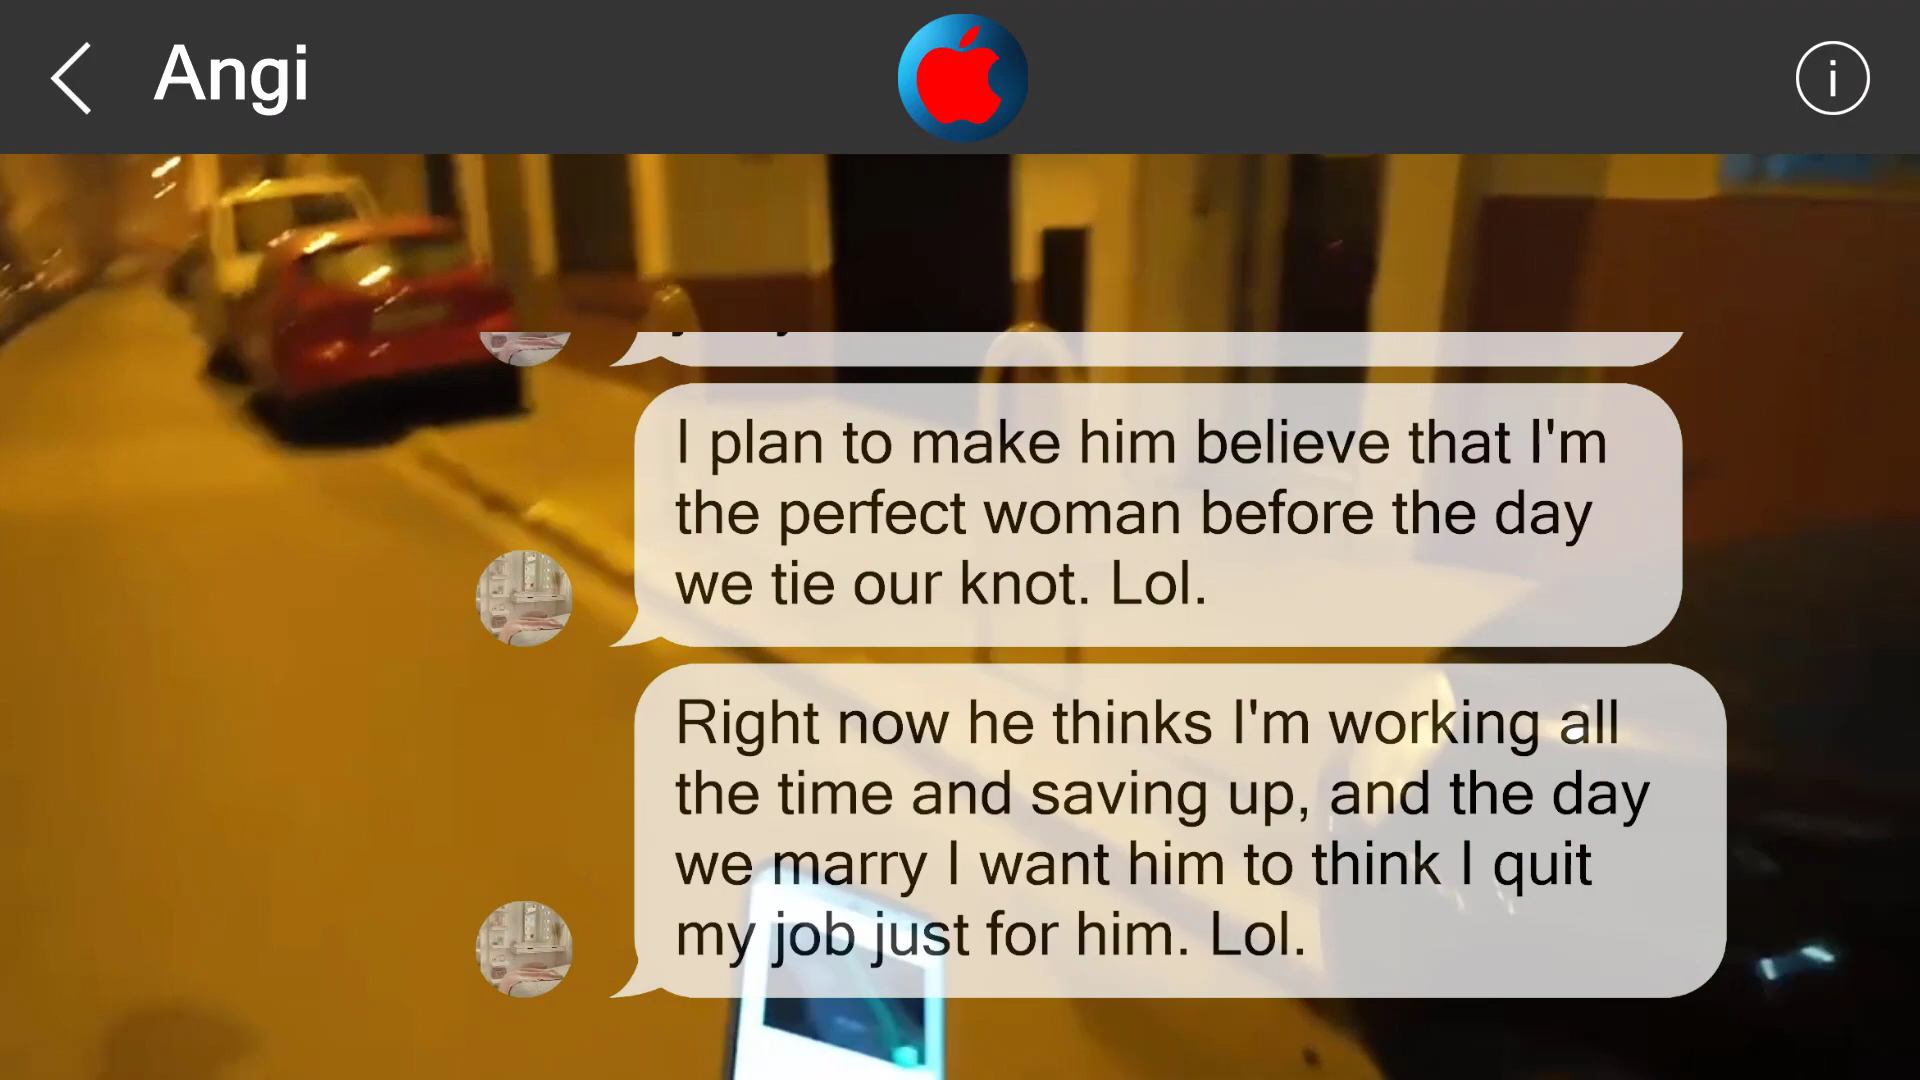 Angi
I plan to make him believe that I'm
the perfect woman before the day
we tie our knot. Lol.
Right now he thinks I'm working all
the time and saving up, and the day
we marry I want him to think I quit
my job just for him. Lol.